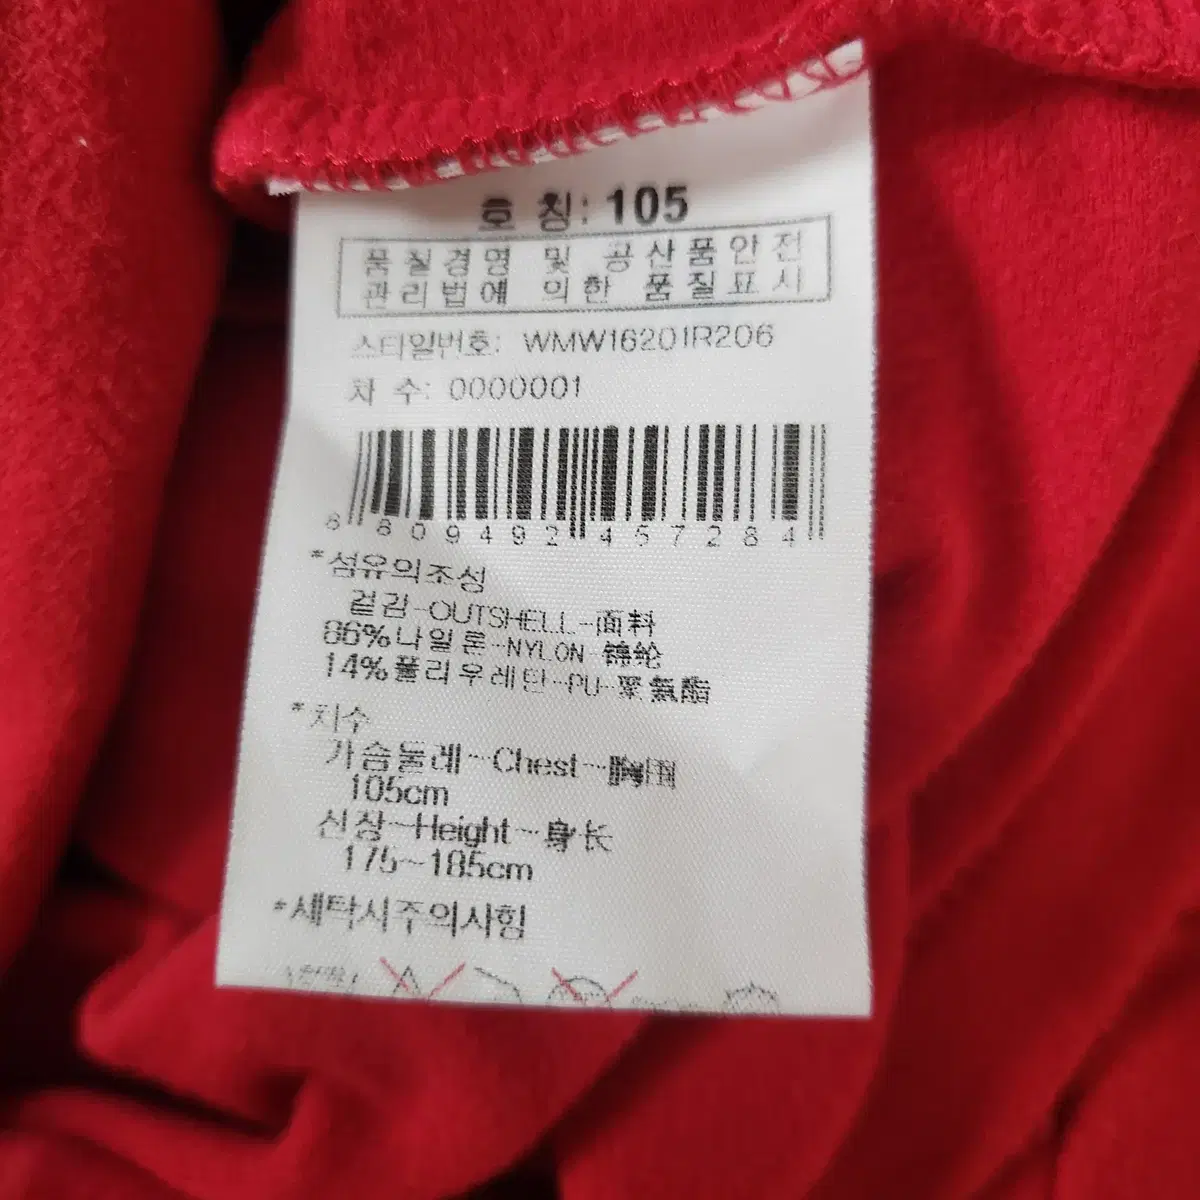 호 칭: 105
품 질경영 및 공산품안전
관리법에 의한 품질표시
스타일번호: WMW16201R206
차 수: 0000001
8 809492 457284
*섬유의조성
겉감-OUTSHELL-面料
86%나일론-NYLON-锦纶
14%폴리우레탄-PU-聚氨酯
*치수
가슴둘레-Chest-胸围
105cm
신장-Height-身长
175~185cm
*세탁시주의사항